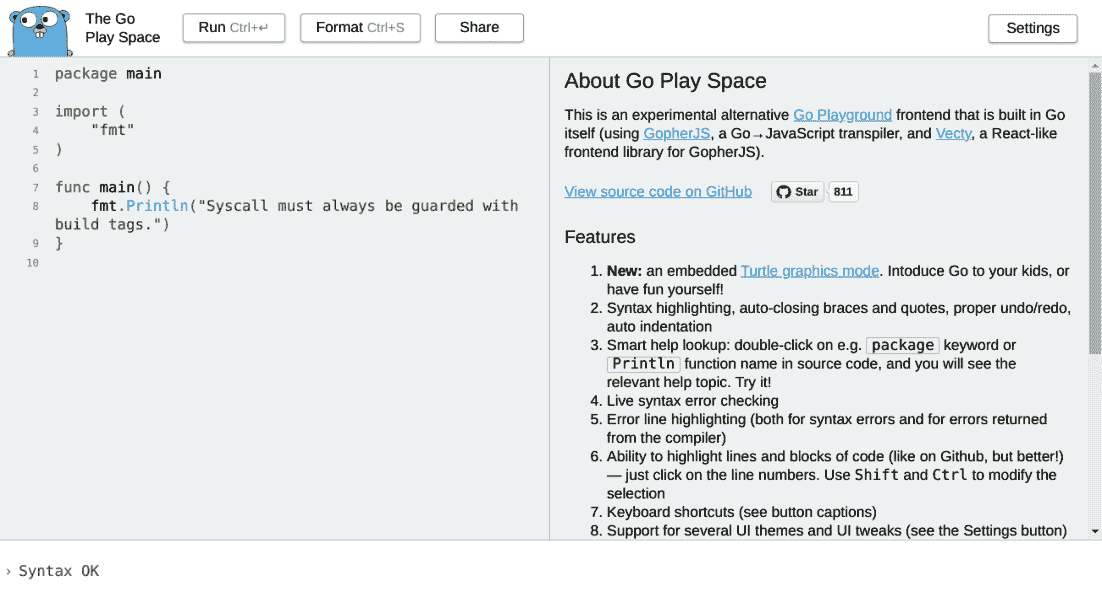 The Go
Play Space
Run Ctrl+↵
Format Ctrl+S
Share
Settings
1 package main
2
3 import (
4 "fmt"
5 )
6
7 func main() {
8 fmt.Println("Syscall must always be guarded with
build tags.")
9 }
10
About Go Play Space
This is an experimental alternative Go Playground frontend that is built in Go
itself (using GopherJS, a Go→JavaScript transpiler, and Vecty, a React-like
frontend library for GopherJS).
View source code on GitHub Star 811
Features
1. New: an embedded Turtle graphics mode. Intoduce Go to your kids, or
have fun yourself!
2. Syntax highlighting, auto-closing braces and quotes, proper undo/redo,
auto indentation
3. Smart help lookup: double-click on e.g. package keyword or
Println function name in source code, and you will see the
relevant help topic. Try it!
4. Live syntax error checking
5. Error line highlighting (both for syntax errors and for errors returned
from the compiler)
6. Ability to highlight lines and blocks of code (like on Github, but better!)
— just click on the line numbers. Use Shift and Ctrl to modify the
selection
7. Keyboard shortcuts (see button captions)
8. Support for several UI themes and UI tweaks (see the Settings button)
› Syntax OK